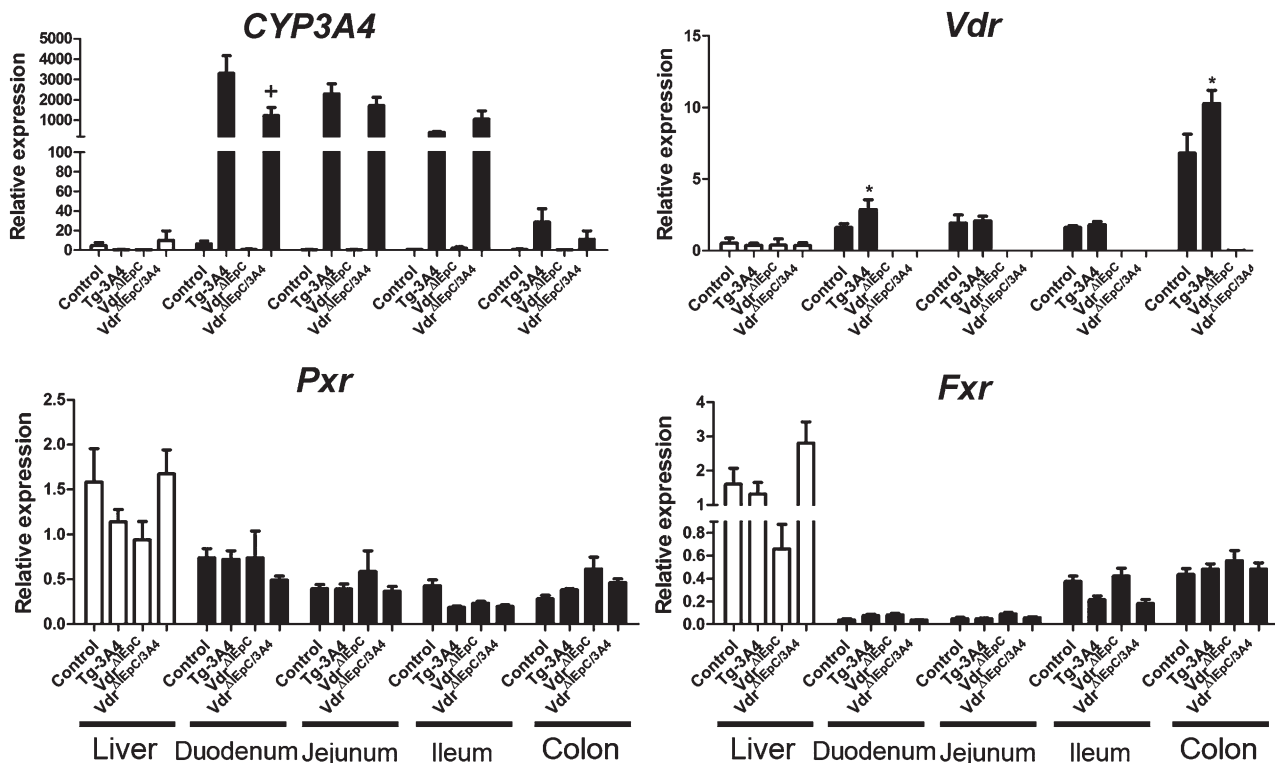 CYP3A4
Relative expression
5000
4000
3000
2000
1000
100
80
60
40
20
0
+
Control
Tg-3A4
VdrΔIEpC
VdrΔIEpC/3A4
Control
Tg-3A4
VdrΔIEpC
VdrΔIEpC/3A4
Control
Tg-3A4
VdrΔIEpC
VdrΔIEpC/3A4
Control
Tg-3A4
VdrΔIEpC
VdrΔIEpC/3A4
Control
Tg-3A4
VdrΔIEpC
VdrΔIEpC/3A4
Vdr
Relative expression
15
10
5
0
*
*
Control
Tg-3A4
VdrΔIEpC
VdrΔIEpC/3A4
Control
Tg-3A4
VdrΔIEpC
VdrΔIEpC/3A4
Control
Tg-3A4
VdrΔIEpC
VdrΔIEpC/3A4
Control
Tg-3A4
VdrΔIEpC
VdrΔIEpC/3A4
Control
Tg-3A4
VdrΔIEpC
VdrΔIEpC/3A4
Pxr
Relative expression
2.5
2.0
1.5
1.0
0.5
0.0
Control
Tg-3A4
VdrΔIEpC
VdrΔIEpC/3A4
Control
Tg-3A4
VdrΔIEpC
VdrΔIEpC/3A4
Control
Tg-3A4
VdrΔIEpC
VdrΔIEpC/3A4
Control
Tg-3A4
VdrΔIEpC
VdrΔIEpC/3A4
Control
Tg-3A4
VdrΔIEpC
VdrΔIEpC/3A4
Liver Duodenum Jejunum Ileum Colon
Fxr
Relative expression
4
3
2
1
0.8
0.6
0.4
0.2
0.0
Control
Tg-3A4
VdrΔIEpC
VdrΔIEpC/3A4
Control
Tg-3A4
VdrΔIEpC
VdrΔIEpC/3A4
Control
Tg-3A4
VdrΔIEpC
VdrΔIEpC/3A4
Control
Tg-3A4
VdrΔIEpC
VdrΔIEpC/3A4
Control
Tg-3A4
VdrΔIEpC
VdrΔIEpC/3A4
Liver Duodenum Jejunum Ileum Colon